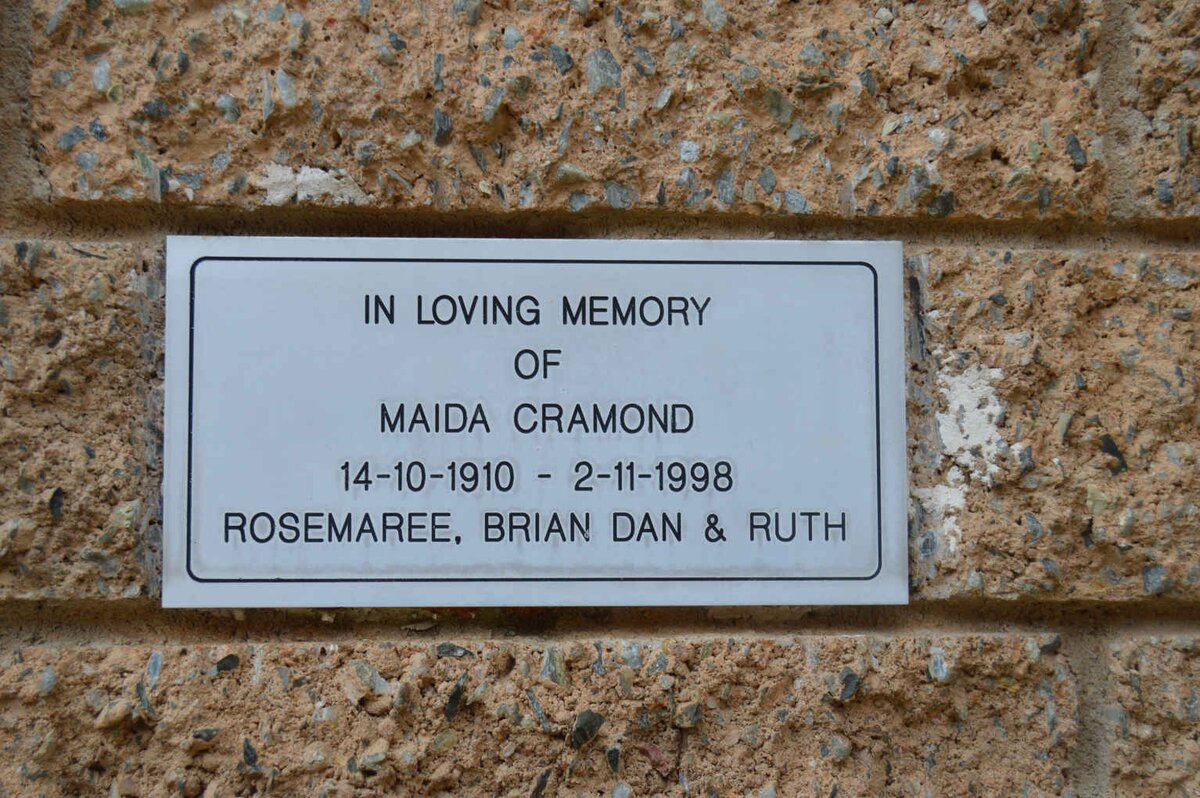 IN LOVING MEMORY
OF
MAIDA CRAMOND
14-10-1910 - 2-11-1998
ROSEMAREE, BRIAN DAN & RUTH